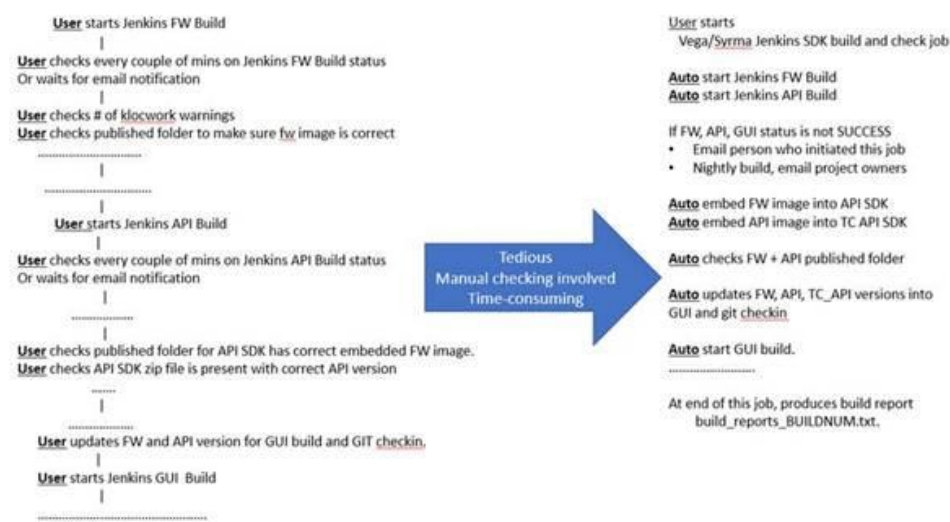 User starts Jenkins FW Build
|
User checks every couple of mins on Jenkins FW Build status
Or waits for email notification
|
User checks # of klocwork warnings
User checks published folder to make sure fw image is correct
................................
|
.................................
|
User starts Jenkins API Build
|
User checks every couple of mins on Jenkins API Build status
Or waits for email notification
|
...................
|
User checks published folder for API SDK has correct embedded FW image.
User checks API SDK zip file is present with correct API version
........
|
....................
User updates FW and API version for GUI build and GIT checkin.
|
User starts Jenkins GUI Build
|
.....................................................
Tedious
Manual checking involved
Time-consuming
User starts
Vega/Syrma Jenkins SDK build and check job
Auto start Jenkins FW Build
Auto start Jenkins API Build
If FW, API, GUI status is not SUCCESS
• Email person who initiated this job
• Nightly build, email project owners
Auto embed FW image into API SDK
Auto embed API image into TC API SDK
Auto checks FW + API published folder
Auto updates FW, API, TC_API versions into
GUI and git checkin
Auto start GUI build.
...........................
At end of this job, produces build report
build_reports_BUILDNUM.txt.